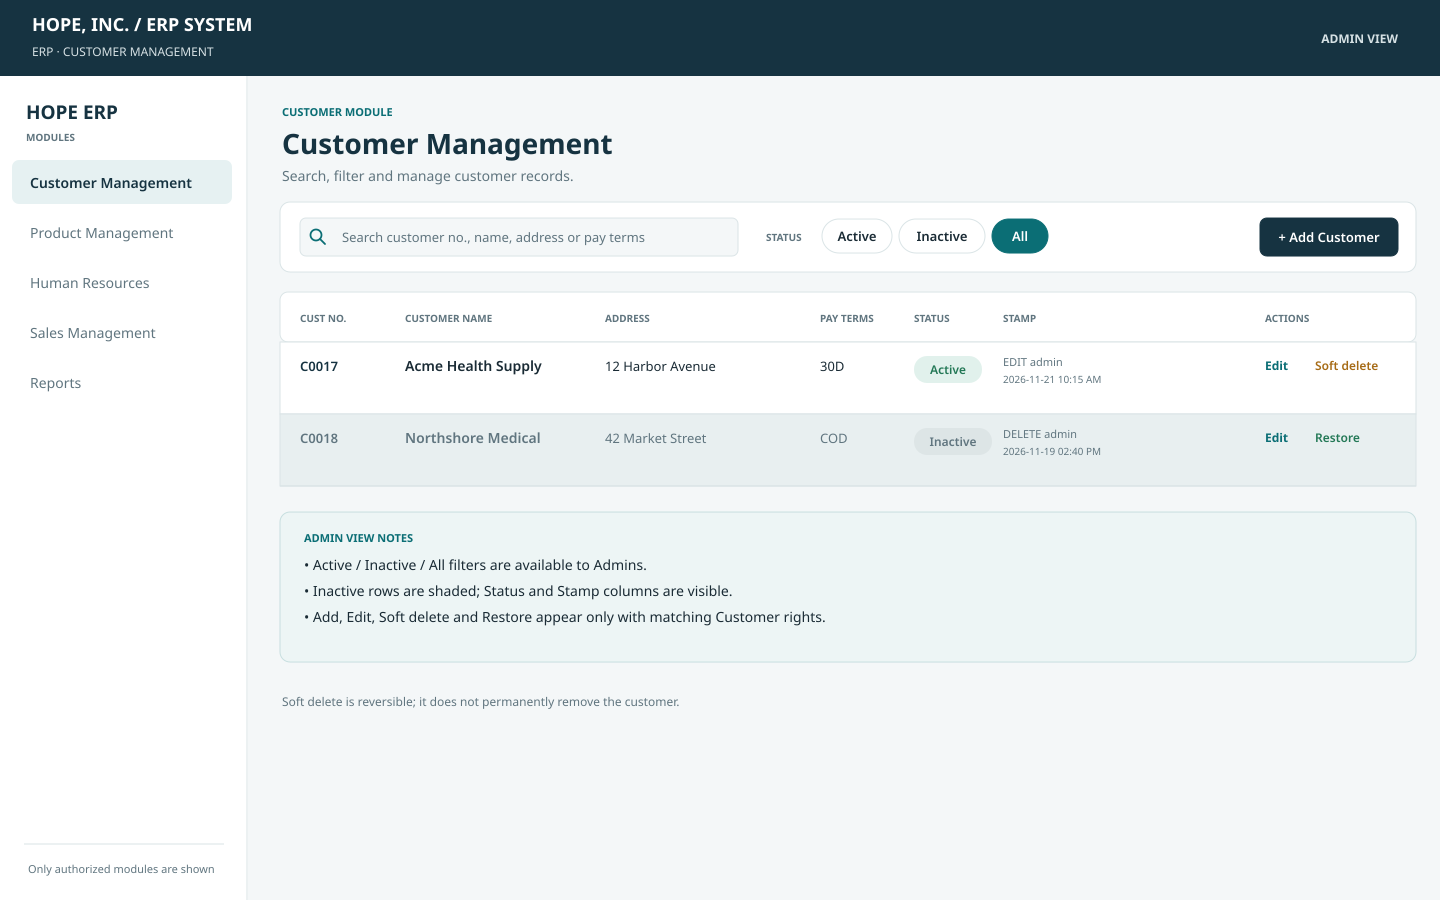 HOPE, INC. / ERP SYSTEM
ERP · CUSTOMER MANAGEMENT
ADMIN VIEW
HOPE ERP
MODULES
Customer Management
Product Management
Human Resources
Sales Management
Reports
Only authorized modules are shown
CUSTOMER MODULE
Customer Management
Search, filter and manage customer records.
Search customer no., name, address or pay terms
STATUS
Active
Inactive
All
+ Add Customer
CUST NO. CUSTOMER NAME ADDRESS PAY TERMS STATUS STAMP ACTIONS
C0017 Acme Health Supply 12 Harbor Avenue 30D Active EDIT admin Edit Soft delete
2026-11-21 10:15 AM
C0018 Northshore Medical 42 Market Street COD Inactive DELETE admin Edit Restore
2026-11-19 02:40 PM
ADMIN VIEW NOTES
• Active / Inactive / All filters are available to Admins.
• Inactive rows are shaded; Status and Stamp columns are visible.
• Add, Edit, Soft delete and Restore appear only with matching Customer rights.
Soft delete is reversible; it does not permanently remove the customer.